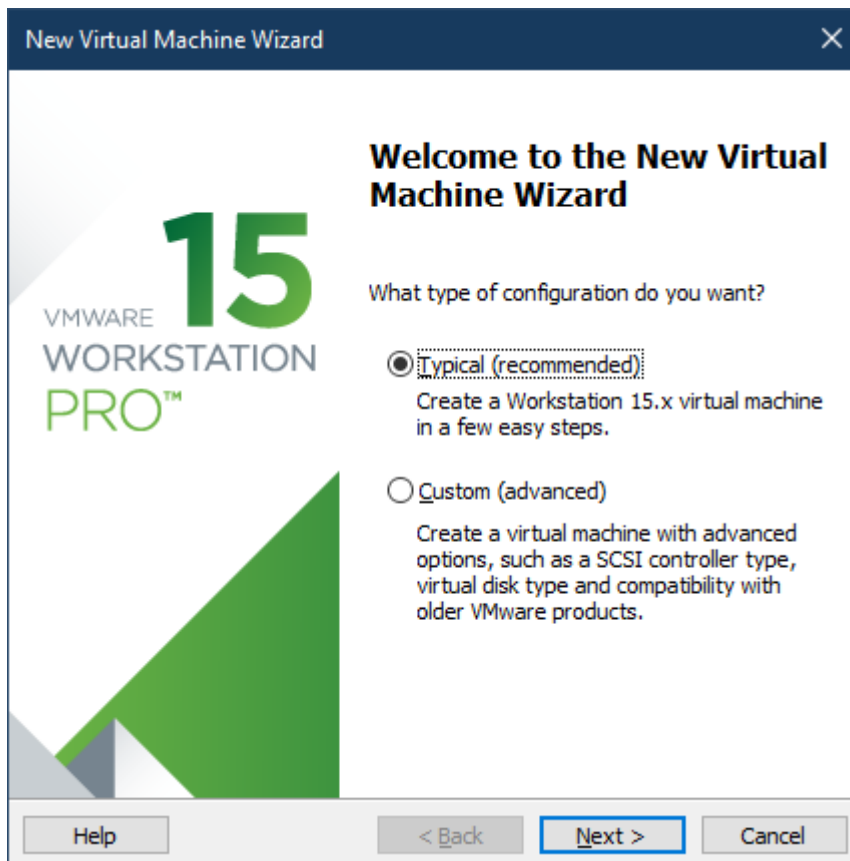 New Virtual Machine Wizard
Welcome to the New Virtual
Machine Wizard
15
VMWARE
WORKSTATION
PRO™
What type of configuration do you want?
Typical (recommended)
Create a Workstation 15.x virtual machine
in a few easy steps.
Custom (advanced)
Create a virtual machine with advanced
options, such as a SCSI controller type,
virtual disk type and compatibility with
older VMware products.
Help
< Back
Next >
Cancel